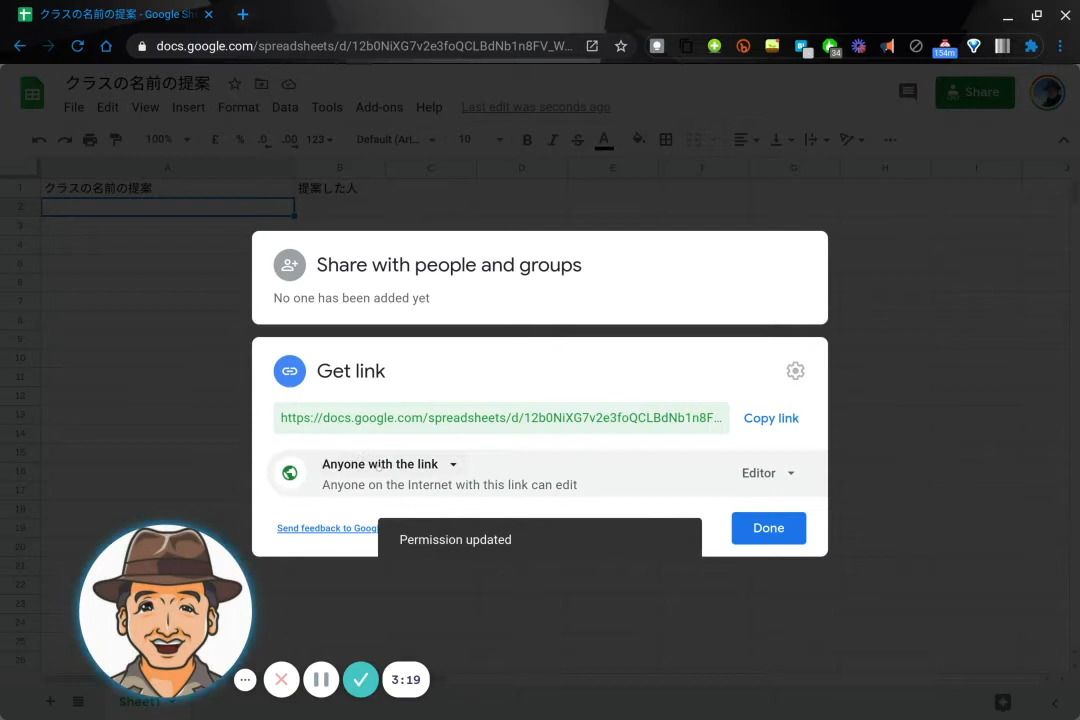 クラスの名前の提案 - Google Sh
docs.google.com/spreadsheets/d/12b0NiXG7v2e3foQCLBdNb1n8FV_W...
34
154m
クラスの名前の提案
File Edit View Insert Format Data Tools Add-ons Help Last edit was seconds ago
Share
100% £ % .0 .00 123 Default (Ari... 10 B I S A
A B C D E F G H I J
1 クラスの名前の提案 提案した人
2
3
4
5
6
7
8
9
10
11
12
13
14
15
16
17
18
19
20
21
22
23
24
25
26
Share with people and groups
No one has been added yet
Get link
https://docs.google.com/spreadsheets/d/12b0NiXG7v2e3foQCLBdNb1n8F...
Copy link
Anyone with the link
Anyone on the Internet with this link can edit
Editor
Send feedback to Googl
Permission updated
Done
3:19
Sheet1